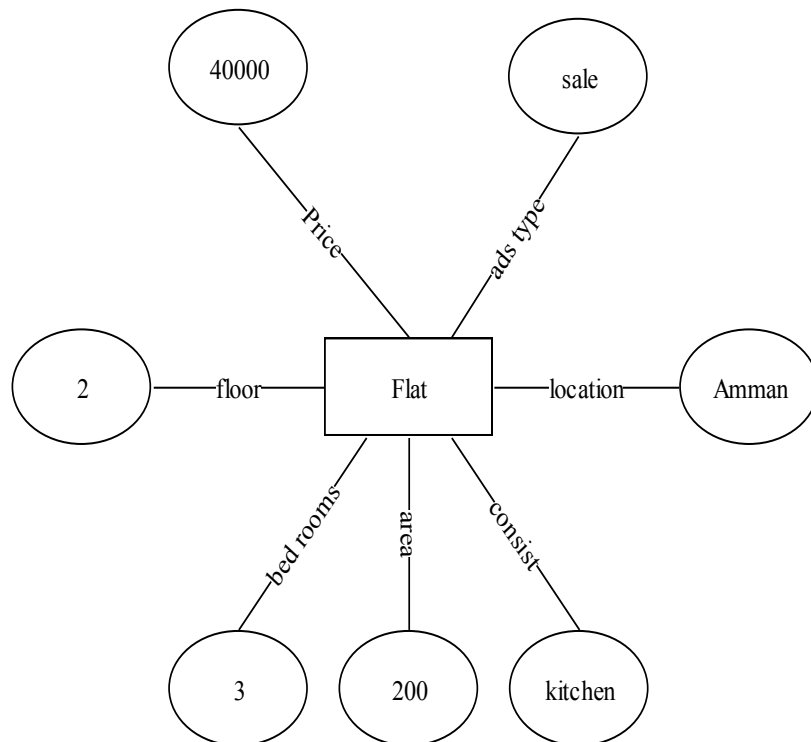 40000
sale
Price
ads type
2
floor
Flat
location
Amman
bed rooms
area
consist
3
200
kitchen